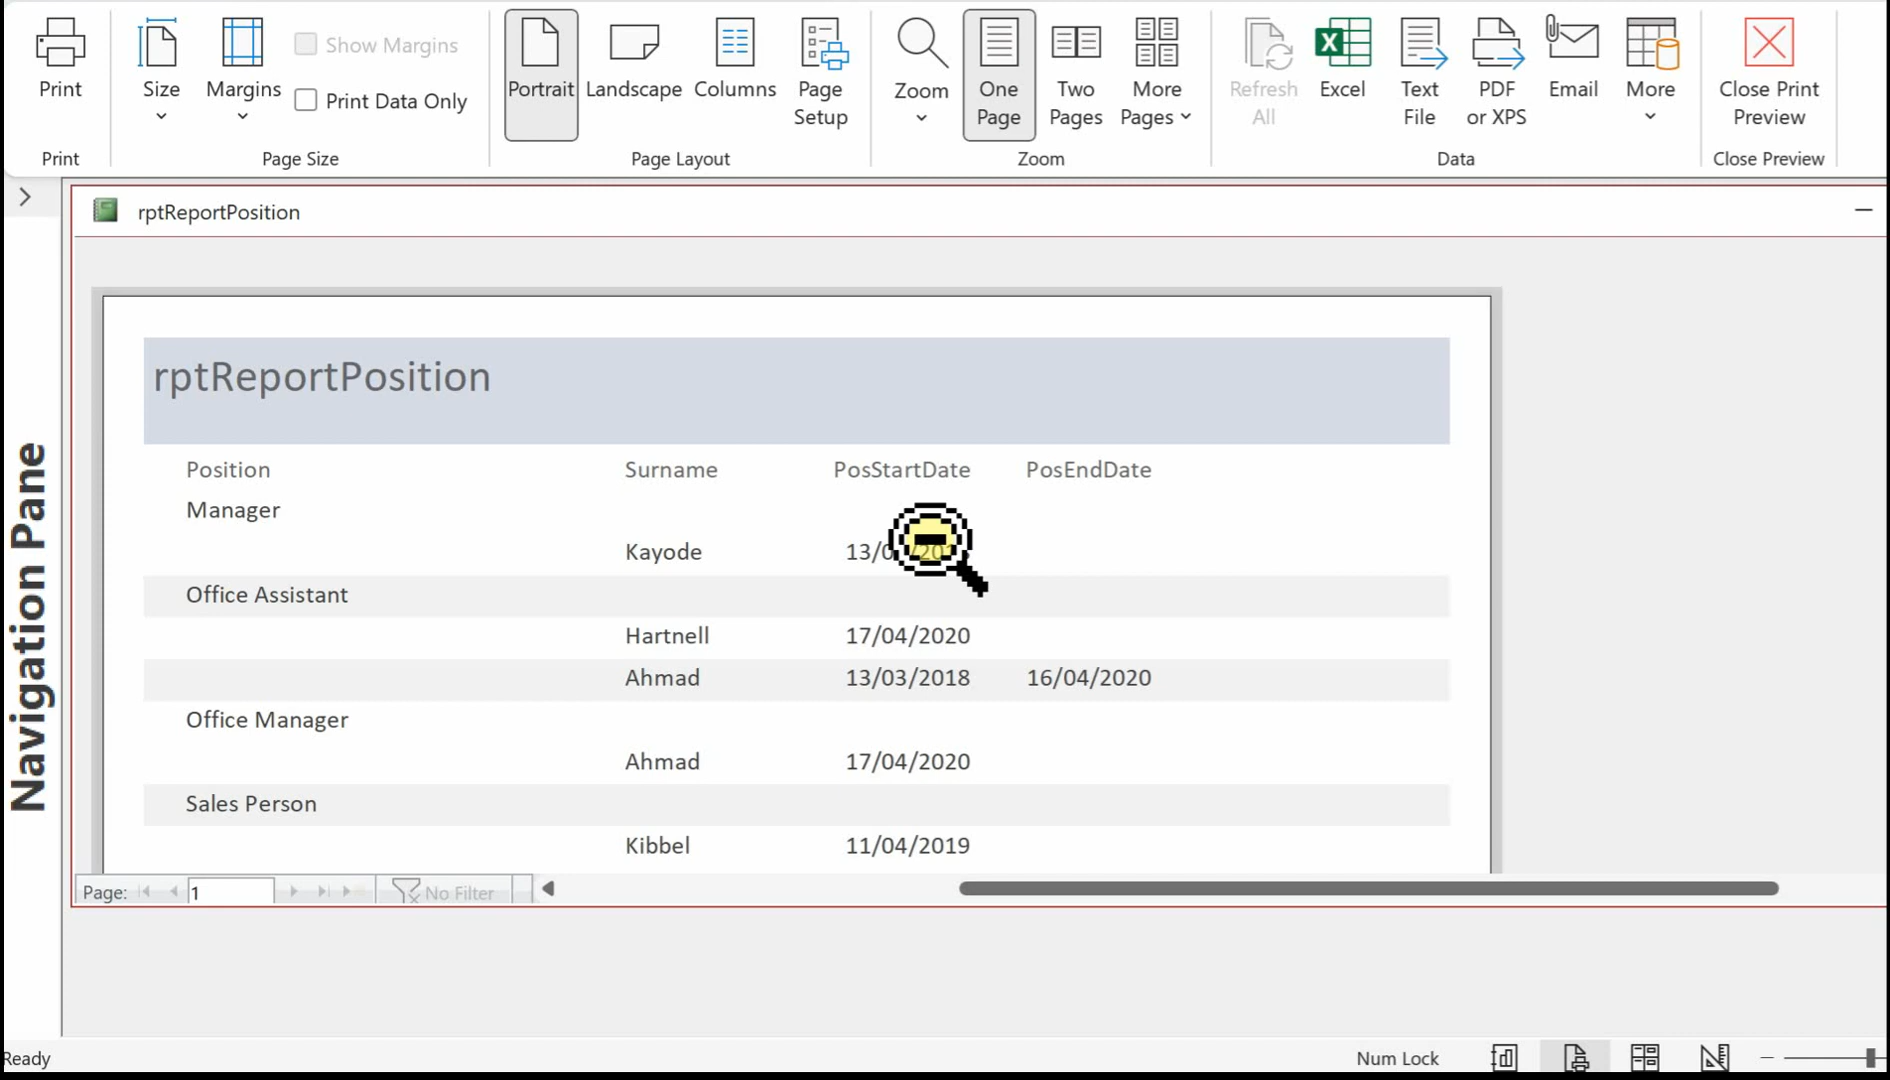 Print
Size
Margins
Show Margins
Print Data Only
Portrait
Landscape
Columns
Page
Setup
Zoom
One
Page
Two
Pages
More
Pages
Refresh
All
Excel
Text
File
PDF
or XPS
Email
More
Close Print
Preview
Print
Page Size
Page Layout
Zoom
Data
Close Preview
rptReportPosition
Navigation Pane
rptReportPosition
Position Surname PosStartDate PosEndDate
Manager
Kayode
Office Assistant
Hartnell 17/04/2020
Ahmad 13/03/2018 16/04/2020
Office Manager
Ahmad 17/04/2020
Sales Person
Kibbel 11/04/2019
Page: 1 No Filter
Ready Num Lock